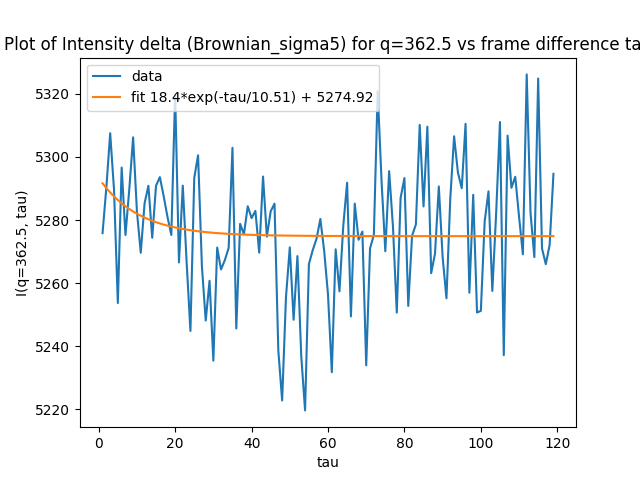 Plot of Intensity delta (Brownian_sigma5) for q=362.5 vs frame difference ta
data
fit 18.4*exp(-tau/10.51) + 5274.92
I(q=362.5, tau)
5320
5300
5280
5260
5240
5220
0 20 40 60 80 100 120
tau